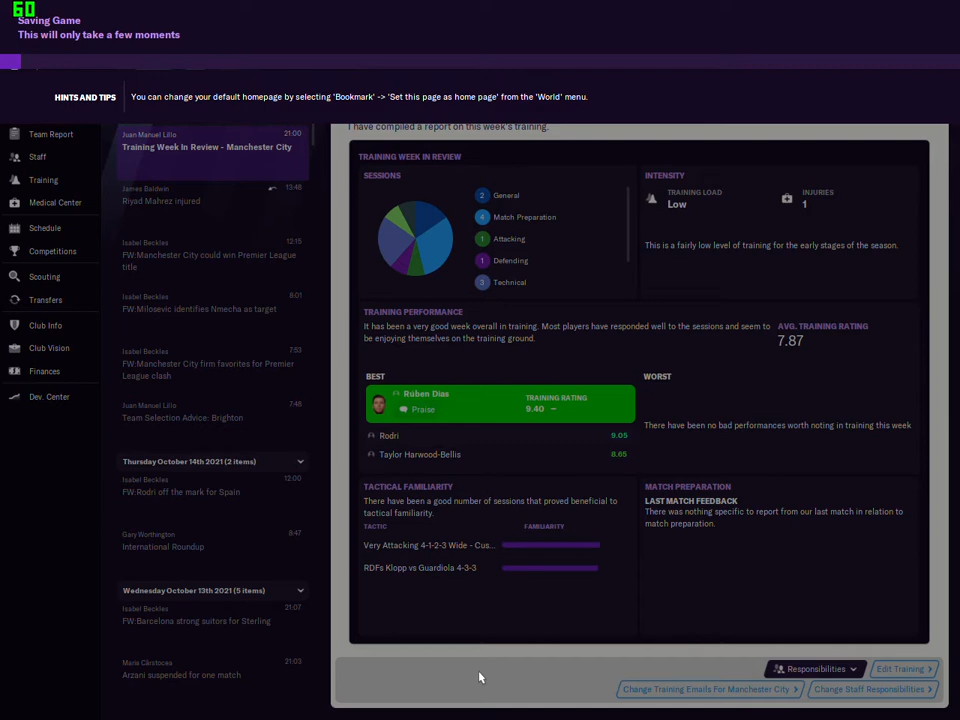 60
Saving Game
This will only take a few moments
HINTS AND TIPS
You can change your default homepage by selecting 'Bookmark' -> 'Set this page as home page' from the 'World' menu.
Team Report
Staff
Training
Medical Center
Schedule
Competitions
Scouting
Transfers
Club Info
Club Vision
Finances
Dev. Center
Juan Manuel Lillo 21:00
Training Week In Review - Manchester City
James Baldwin 13:48
Riyad Mahrez injured
Isabel Beckles 13:15
FW:Manchester City could win Premier League
title
Isabel Beckles 8:01
FW:Milosevic identifies Nmecha as target
Isabel Beckles 7:53
FW:Manchester City firm favorites for Premier
League clash
Juan Manuel Lillo 7:48
Team Selection Advice: Brighton
Thursday October 14th 2021 (2 items)
Isabel Beckles 12:00
FW:Rodri off the mark for Spain
Gary Worthington 8:47
International Roundup
Wednesday October 13th 2021 (5 items)
Isabel Beckles 21:07
FW:Barcelona strong suitors for Sterling
Maris Cârstocea 21:03
Arzani suspended for one match
I have compiled a report on this week's training.
TRAINING WEEK IN REVIEW
SESSIONS
2 General
4 Match Preparation
1 Attacking
1 Defending
3 Technical
INTENSITY
TRAINING LOAD
Low
INJURIES
1
This is a fairly low level of training for the early stages of the season.
TRAINING PERFORMANCE
It has been a very good week overall in training. Most players have responded well to the sessions and seem to
be enjoying themselves on the training ground.
AVG. TRAINING RATING
7.87
BEST
Rúben Dias
Praise
TRAINING RATING
9.40 –
Rodri 9.05
Taylor Harwood-Bellis 8.65
WORST
There have been no bad performances worth noting in training this week
TACTICAL FAMILIARITY
There have been a good number of sessions that proved beneficial to
tactical familiarity.
TACTIC FAMILIARITY
Very Attacking 4-1-2-3 Wide - Cus...
RDFs Klopp vs Guardiola 4-3-3
MATCH PREPARATION
LAST MATCH FEEDBACK
There was nothing specific to report from our last match in relation to
match preparation.
Responsibilities
Edit Training
Change Training Emails For Manchester City
Change Staff Responsibilities